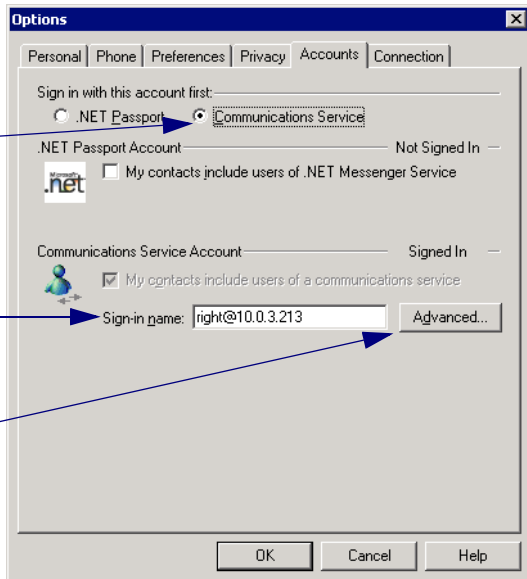 Options
Personal Phone Preferences Privacy Accounts Connection
Sign in with this account first:
.NET Passport Communications Service
.NET Passport Account Not Signed In
Microsoft .net My contacts include users of .NET Messenger Service
Communications Service Account Signed In
My contacts include users of a communications service
Sign-in name: right@10.0.3.213 Advanced...
OK Cancel Help